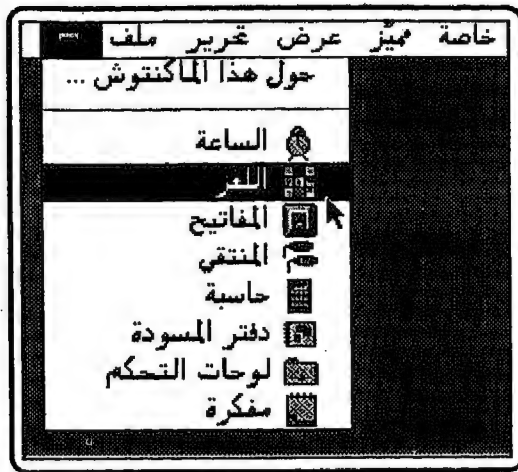 خاصة مميّز عرض تحرير ملف
حول هذا الماكنتوش ...
الساعة
اللغز
المفاتيح
المنتقي
حاسبة
دفتر المسودة
لوحات التحكم
مفكرة